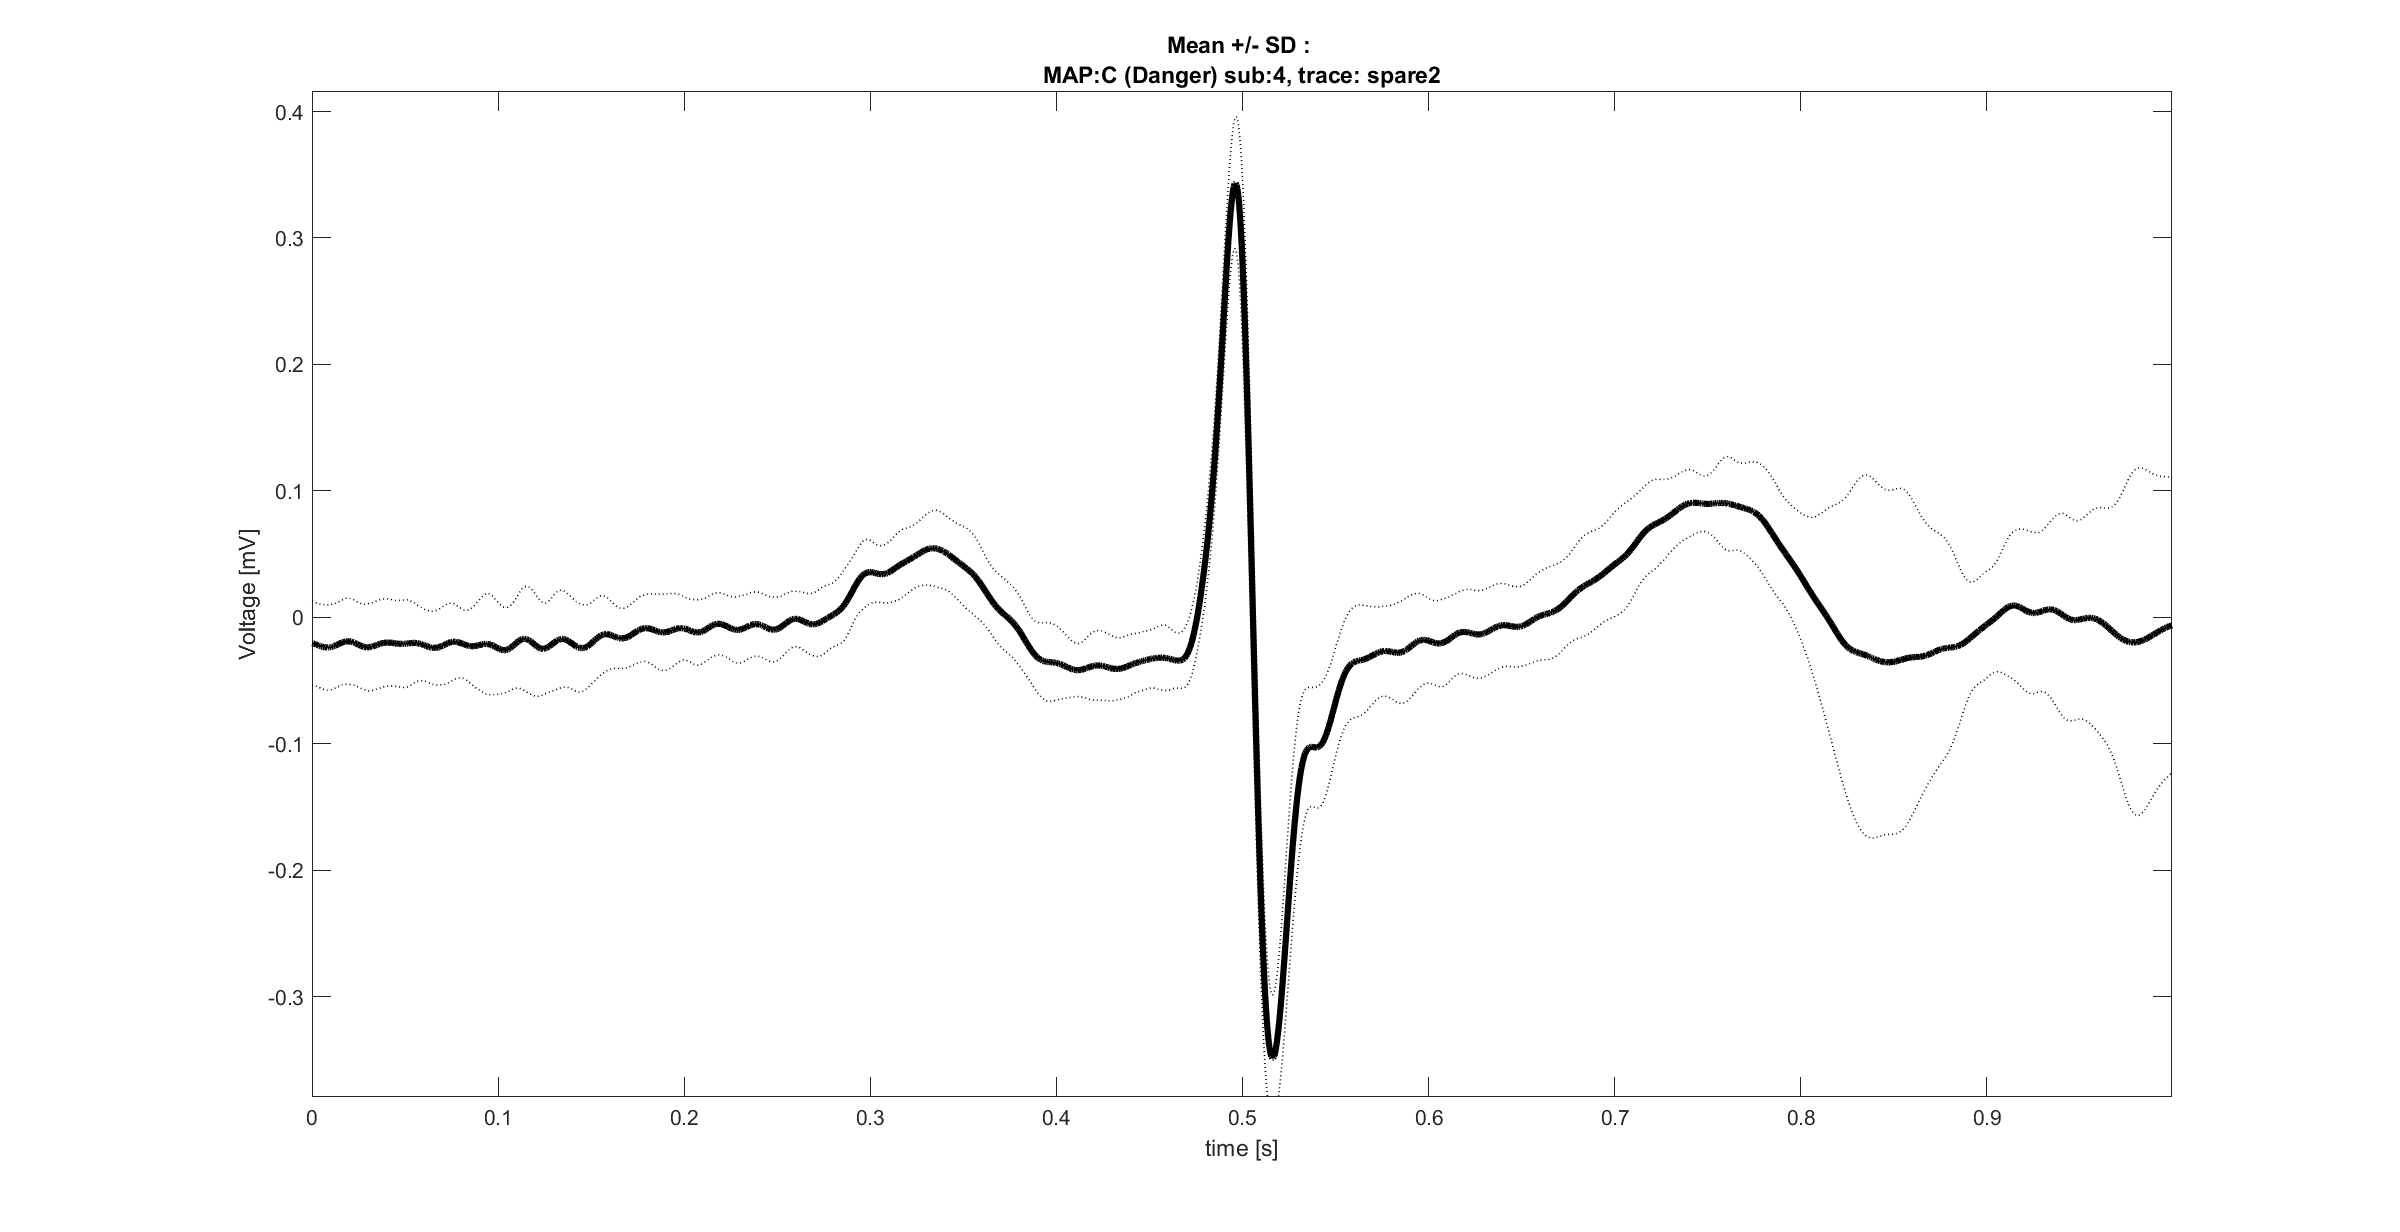 Mean +/- SD :
MAP:C (Danger) sub:4, trace: spare2
0.4
0.3
0.2
0.1
0
-0.1
-0.2
-0.3
Voltage [mV]
0 0.1 0.2 0.3 0.4 0.5 0.6 0.7 0.8 0.9
time [s]